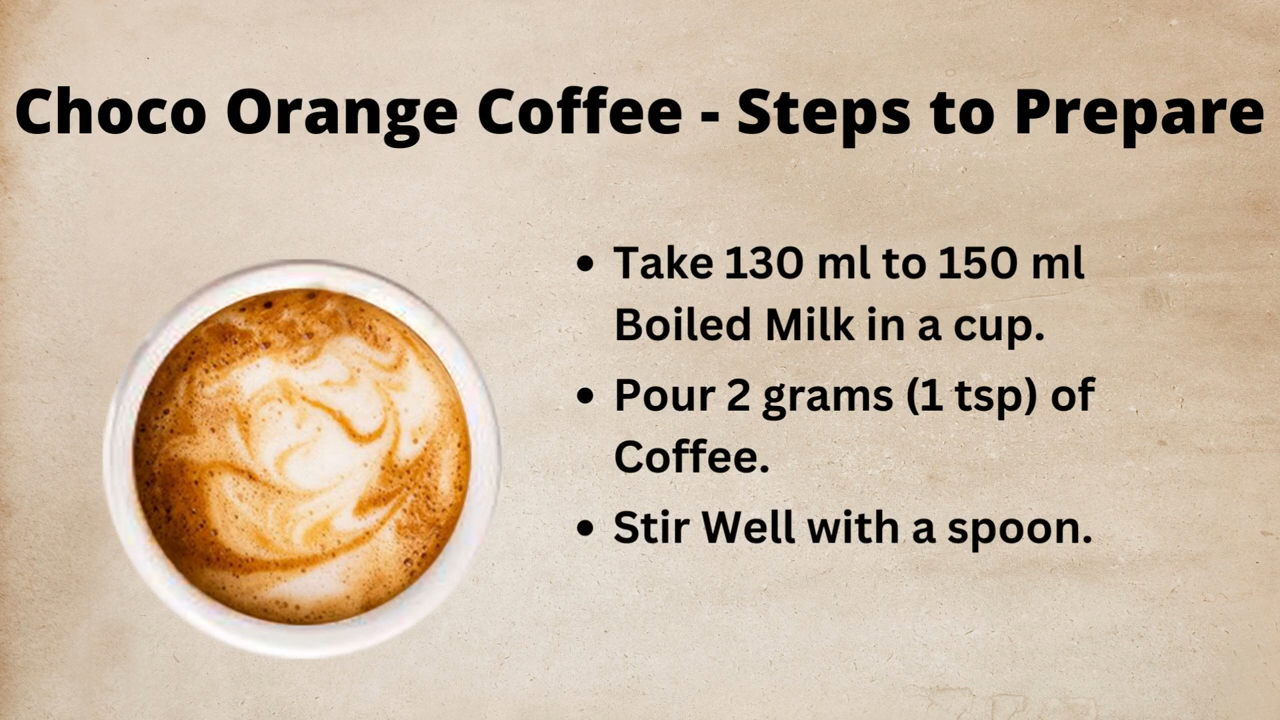 Choco Orange Coffee - Steps to Prepare
• Take 130 ml to 150 ml
Boiled Milk in a cup.
• Pour 2 grams (1 tsp) of
Coffee.
• Stir Well with a spoon.